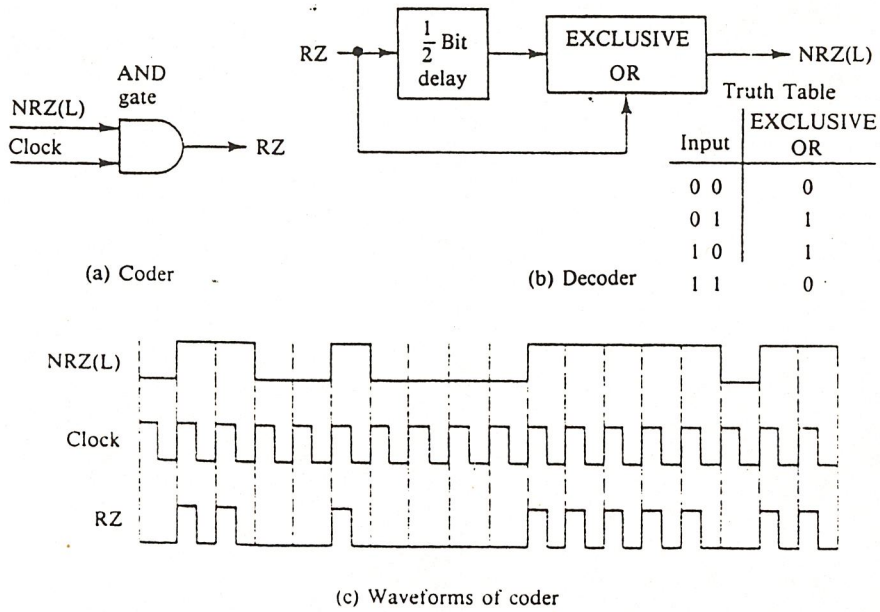 AND
gate
NRZ(L)
Clock
RZ
(a) Coder
RZ
1/2 Bit
delay
EXCLUSIVE
OR
NRZ(L)
Truth Table
Input EXCLUSIVE
OR
0 0 0
0 1 1
1 0 1
1 1 0
(b) Decoder
NRZ(L)
Clock
RZ
(c) Waveforms of coder